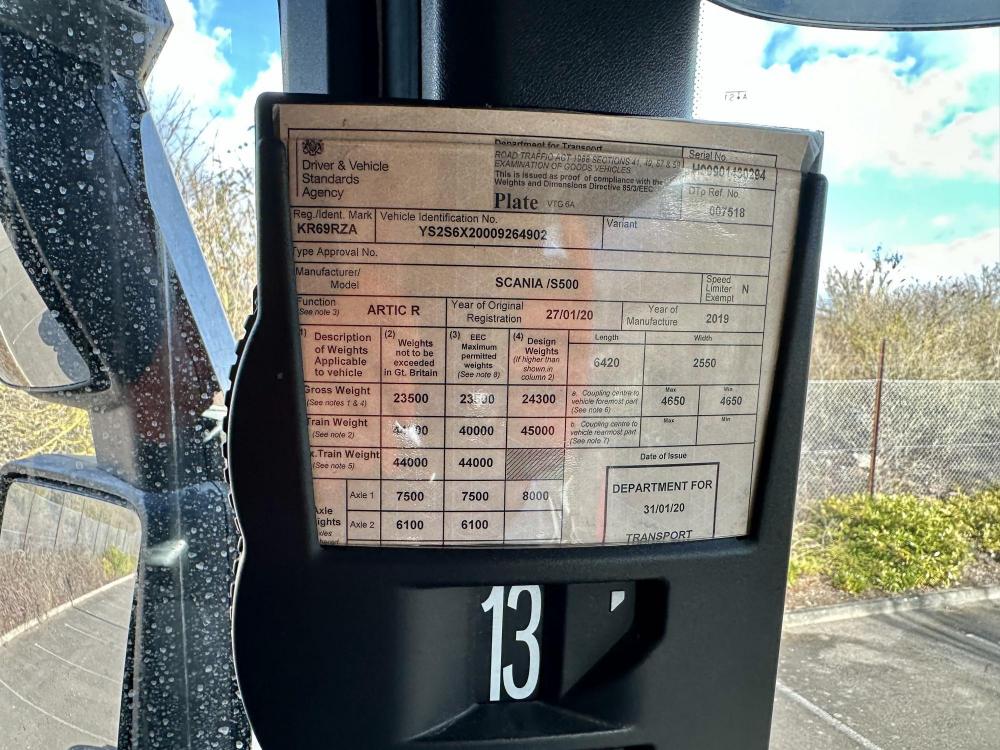 Department for Transport
ROAD TRAFFIC ACT 1988 SECTIONS 41, 49, 57 & 58
EXAMINATION OF GOODS VEHICLES
This is issued as proof of compliance with the
Weights and Dimensions Directive 85/3/EEC
Serial No.
Driver & Vehicle
Standards
Agency
Plate VTG 6A
DTp Ref. No.
007518
Reg./Ident. Mark
KR69RZA
Vehicle Identification No.
YS2S6X20009264902
Variant
Type Approval No.
Manufacturer/
Model
SCANIA /S500
Speed
Limiter N
Exempt
Function
(See note 3)
ARTIC R
Year of Original
Registration
27/01/20
Year of
Manufacture
2019
Description
of Weights
Applicable
to vehicle
(2) Weights
not to be
exceeded
in Gt. Britain
(3) EEC
Maximum
permitted
weights
(See note 8)
(4) Design
Weights
(if higher than
shown in
column 2)
Length
6420
Width
2550
Gross Weight
(See notes 1 & 4)
23500
23500
24300
a. Coupling centre to
vehicle foremost part
(See note 6)
Max
4650
Min
4650
Train Weight
(See note 2)
40000
45000
b. Coupling centre to
vehicle rearmost part
(See note 7)
Max
Min
Train Weight
(See note 5)
44000
44000
Date of Issue
DEPARTMENT FOR
31/01/20
TRANSPORT
Axle 1
7500
7500
8000
Axle 2
6100
6100
13